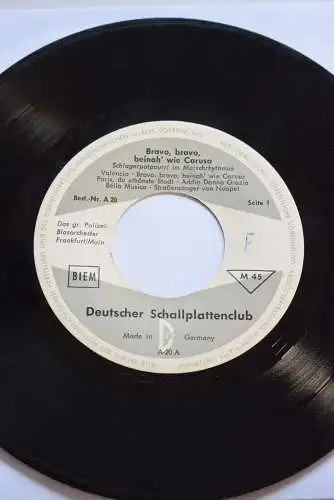 Bravo, bravo,
beinah' wie Caruso
Schlagerpotpourri im Marschrhythmus
Valencia - Bravo, bravo, beinah' wie Caruso
Paris, du schönste Stadt - Addio Donna Grazia
Bella Musica - Straßensänger von Neapel
Best.-Nr. A 20
Seite 1
Das gr. Polizei-
Blasorchester
Frankfurt/Main
F
BIEM
M 45
Deutscher Schallplattenclub
Made in Germany
A-20 A